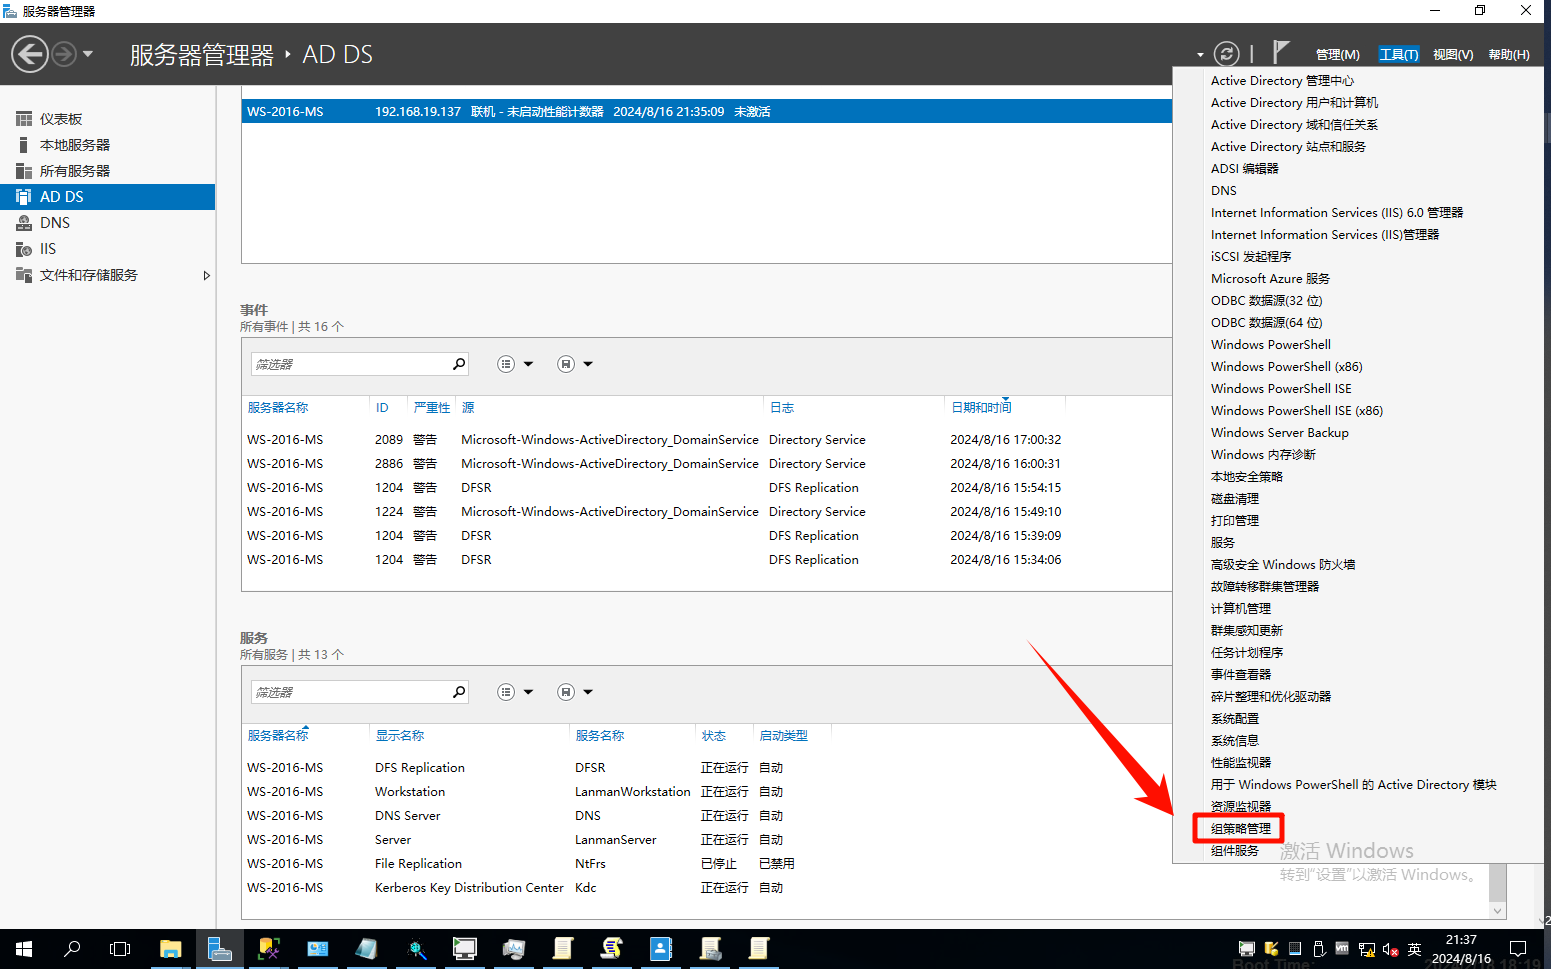 服务器管理器
服务器管理器 ‣ AD DS
管理(M) 工具(T) 视图(V) 帮助(H)
仪表板
本地服务器
所有服务器
AD DS
DNS
IIS
文件和存储服务
WS-2016-MS 192.168.19.137 联机 - 未启动性能计数器 2024/8/16 21:35:09 未激活
事件
所有事件 | 共 16 个
筛选器
服务器名称 ID 严重性 源 日志 日期和时间
WS-2016-MS 2089 警告 Microsoft-Windows-ActiveDirectory_DomainService Directory Service 2024/8/16 17:00:32
WS-2016-MS 2886 警告 Microsoft-Windows-ActiveDirectory_DomainService Directory Service 2024/8/16 16:00:31
WS-2016-MS 1204 警告 DFSR DFS Replication 2024/8/16 15:54:15
WS-2016-MS 1224 警告 Microsoft-Windows-ActiveDirectory_DomainService Directory Service 2024/8/16 15:49:10
WS-2016-MS 1204 警告 DFSR DFS Replication 2024/8/16 15:39:09
WS-2016-MS 1204 警告 DFSR DFS Replication 2024/8/16 15:34:06
服务
所有服务 | 共 13 个
筛选器
服务器名称 显示名称 服务名称 状态 启动类型
WS-2016-MS DFS Replication DFSR 正在运行 自动
WS-2016-MS Workstation LanmanWorkstation 正在运行 自动
WS-2016-MS DNS Server DNS 正在运行 自动
WS-2016-MS Server LanmanServer 正在运行 自动
WS-2016-MS File Replication NtFrs 已停止 已禁用
WS-2016-MS Kerberos Key Distribution Center Kdc 正在运行 自动
Active Directory 管理中心
Active Directory 用户和计算机
Active Directory 域和信任关系
Active Directory 站点和服务
ADSI 编辑器
DNS
Internet Information Services (IIS) 6.0 管理器
Internet Information Services (IIS)管理器
iSCSI 发起程序
Microsoft Azure 服务
ODBC 数据源(32 位)
ODBC 数据源(64 位)
Windows PowerShell
Windows PowerShell (x86)
Windows PowerShell ISE
Windows PowerShell ISE (x86)
Windows Server Backup
Windows 内存诊断
本地安全策略
磁盘清理
打印管理
服务
高级安全 Windows 防火墙
故障转移群集管理器
计算机管理
群集感知更新
任务计划程序
事件查看器
碎片整理和优化驱动器
系统配置
系统信息
性能监视器
用于 Windows PowerShell 的 Active Directory 模块
资源监视器
组策略管理
组件服务
激活 Windows
转到"设置"以激活 Windows。
英
21:37
2024/8/16
Boot Time: